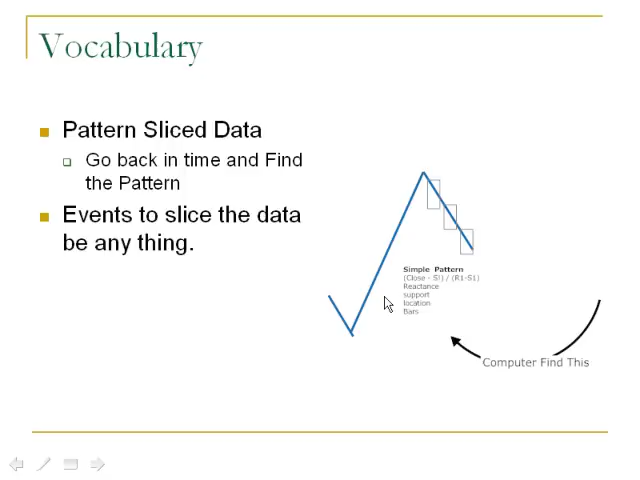 Vocabulary
Pattern Sliced Data
Go back in time and Find
the Pattern
Events to slice the data
be any thing.
Simple Pattern
(Close - S!) / (R1-S1)
Reactance
support
location
Bars
Computer Find This